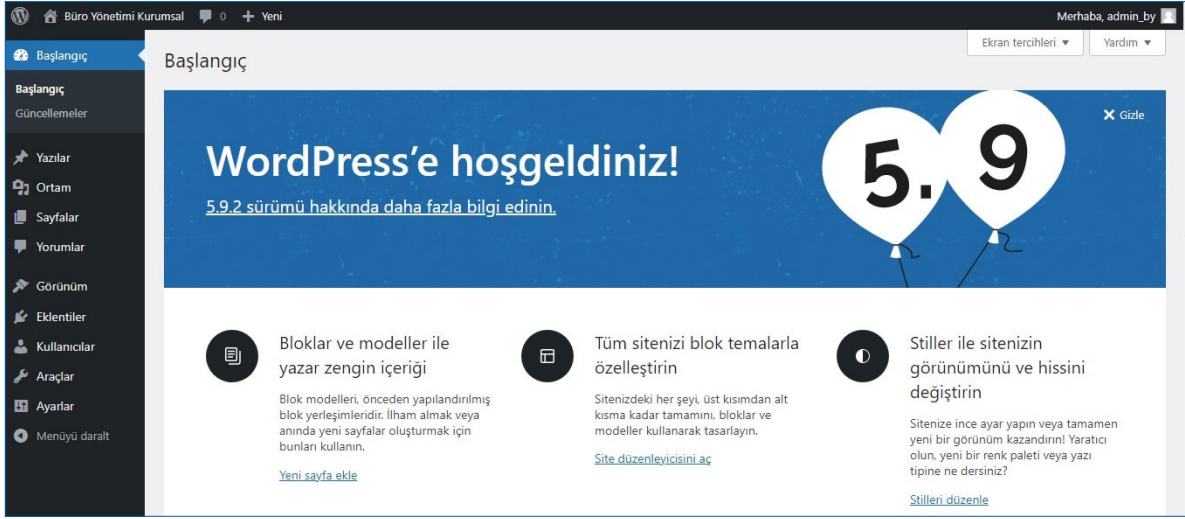 Büro Yönetimi Kurumsal 0 + Yeni Merhaba, admin_by
Başlangıç
Başlangıç
Güncellemeler
Yazılar
Ortam
Sayfalar
Yorumlar
Görünüm
Eklentiler
Kullanıcılar
Araçlar
Ayarlar
Menüyü daralt
Ekran tercihleri ▼ Yardım ▼
Başlangıç
Gizle
WordPress’e hoşgeldiniz!
5.9.2 sürümü hakkında daha fazla bilgi edinin.
5.9
Bloklar ve modeller ile
yazar zengin içeriği
Blok modelleri, önceden yapılandırılmış
blok yerleşimleridir. İlham almak veya
anında yeni sayfalar oluşturmak için
bunları kullanın.
Yeni sayfa ekle
Tüm sitenizi blok temalarla
özelleştirin
Sitenizdeki her şeyi, üst kısımdan alt
kısma kadar tamamını, bloklar ve
modeller kullanarak tasarlayın.
Site düzenleyicisini aç
Stiller ile sitenizin
görünümünü ve hissini
değiştirin
Sitenize ince ayar yapın veya tamamen
yeni bir görünüm kazandırın! Yaratıcı
olun, yeni bir renk paleti veya yazı
tipine ne dersiniz?
Stilleri düzenle